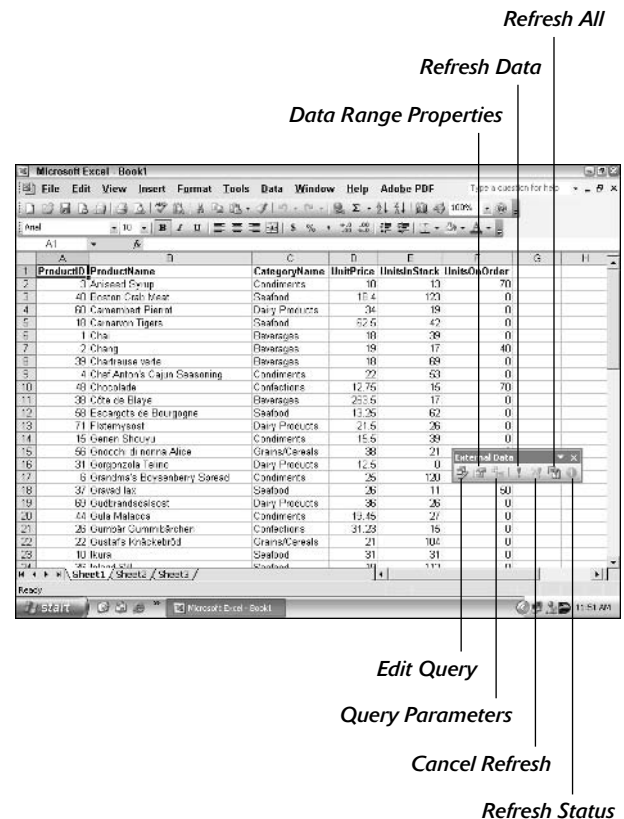 Refresh All
Refresh Data
Data Range Properties
Microsoft Excel - Book1
File Edit View Insert Format Tools Data Window Help Adobe PDF Type a question for help
100%
Arial 10 B I U $ %
A1 fx
A B C D E F G H
1 ProductID ProductName CategoryName UnitPrice UnitsInStock UnitsOnOrder
2 3 Aniseed Syrup Condiments 10 13 70
3 40 Boston Crab Meat Seafood 18.4 123 0
4 60 Camembert Pierrot Dairy Products 34 19 0
5 18 Carnarvon Tigers Seafood 62.5 42 0
6 1 Chai Beverages 18 39 0
7 2 Chang Beverages 19 17 40
8 39 Chartreuse verte Beverages 18 69 0
9 4 Chef Anton's Cajun Seasoning Condiments 22 53 0
10 48 Chocolade Confections 12.75 15 70
11 38 Côte de Blaye Beverages 263.5 17 0
12 58 Escargots de Bourgogne Seafood 13.25 62 0
13 71 Fløtemysost Dairy Products 21.5 26 0
14 15 Genen Shouyu Condiments 15.5 39 0
15 56 Gnocchi di nonna Alice Grains/Cereals 38 21
External Data
16 31 Gorgonzola Telino Dairy Products 12.5 0
17 6 Grandma's Boysenberry Spread Condiments 25 120
18 37 Gravad lax Seafood 26 11 50
19 69 Gudbrandsdalsost Dairy Products 36 26 0
20 44 Gula Malacca Condiments 19.45 27 0
21 26 Gumbär Gummibärchen Confections 31.23 15 0
22 22 Gustaf's Knäckebröd Grains/Cereals 21 104 0
23 10 Ikura Seafood 31 31 0
Sheet1 Sheet2 Sheet3
Ready
start Microsoft Excel - Book1 11:51 AM
Edit Query
Query Parameters
Cancel Refresh
Refresh Status